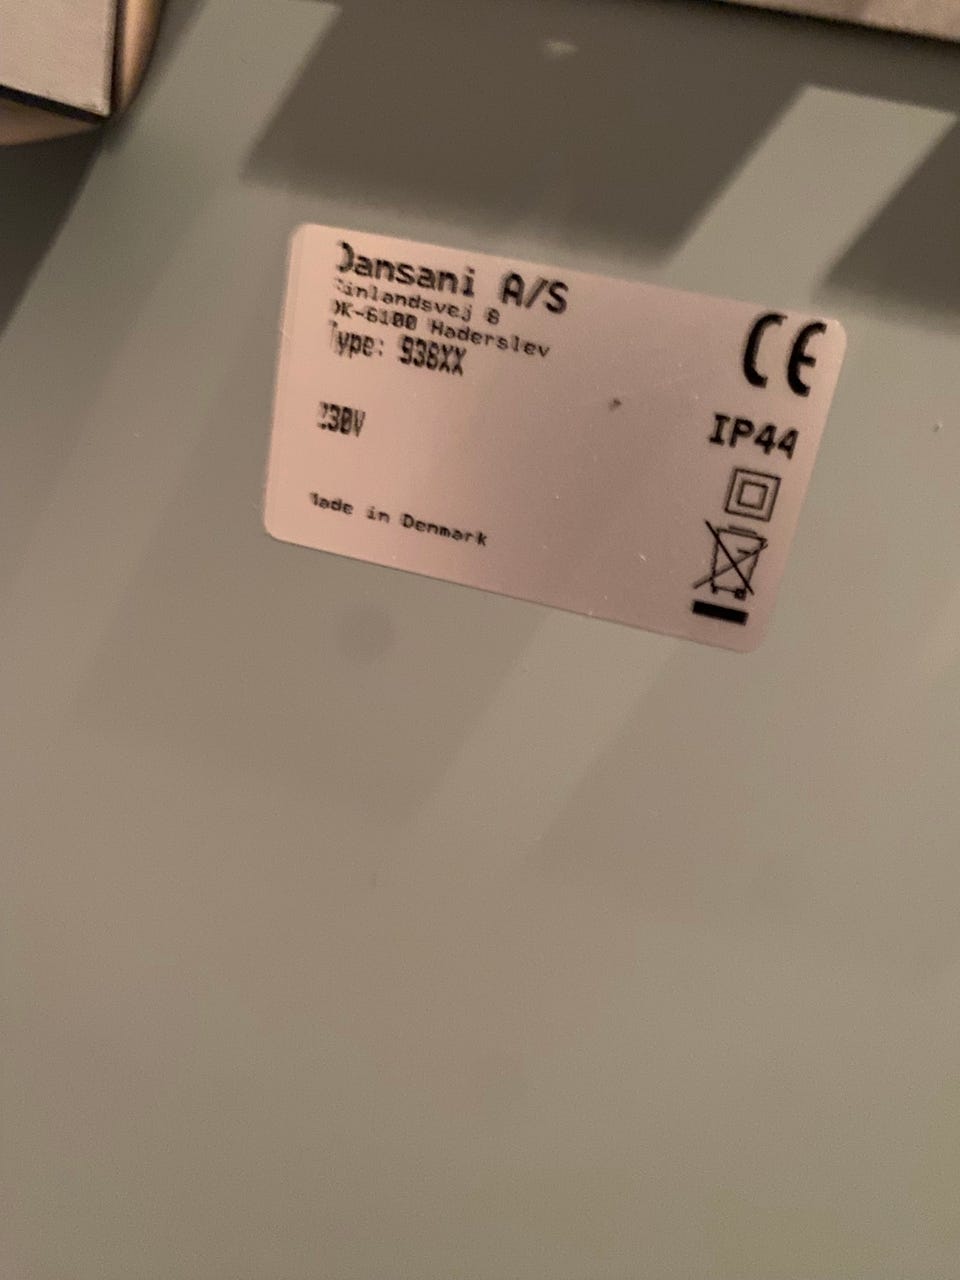 Dansani A/S
Finlandsvej 8
DK-6100 Haderslev
Type: 938XX
230V
Made in Denmark
CE
IP44